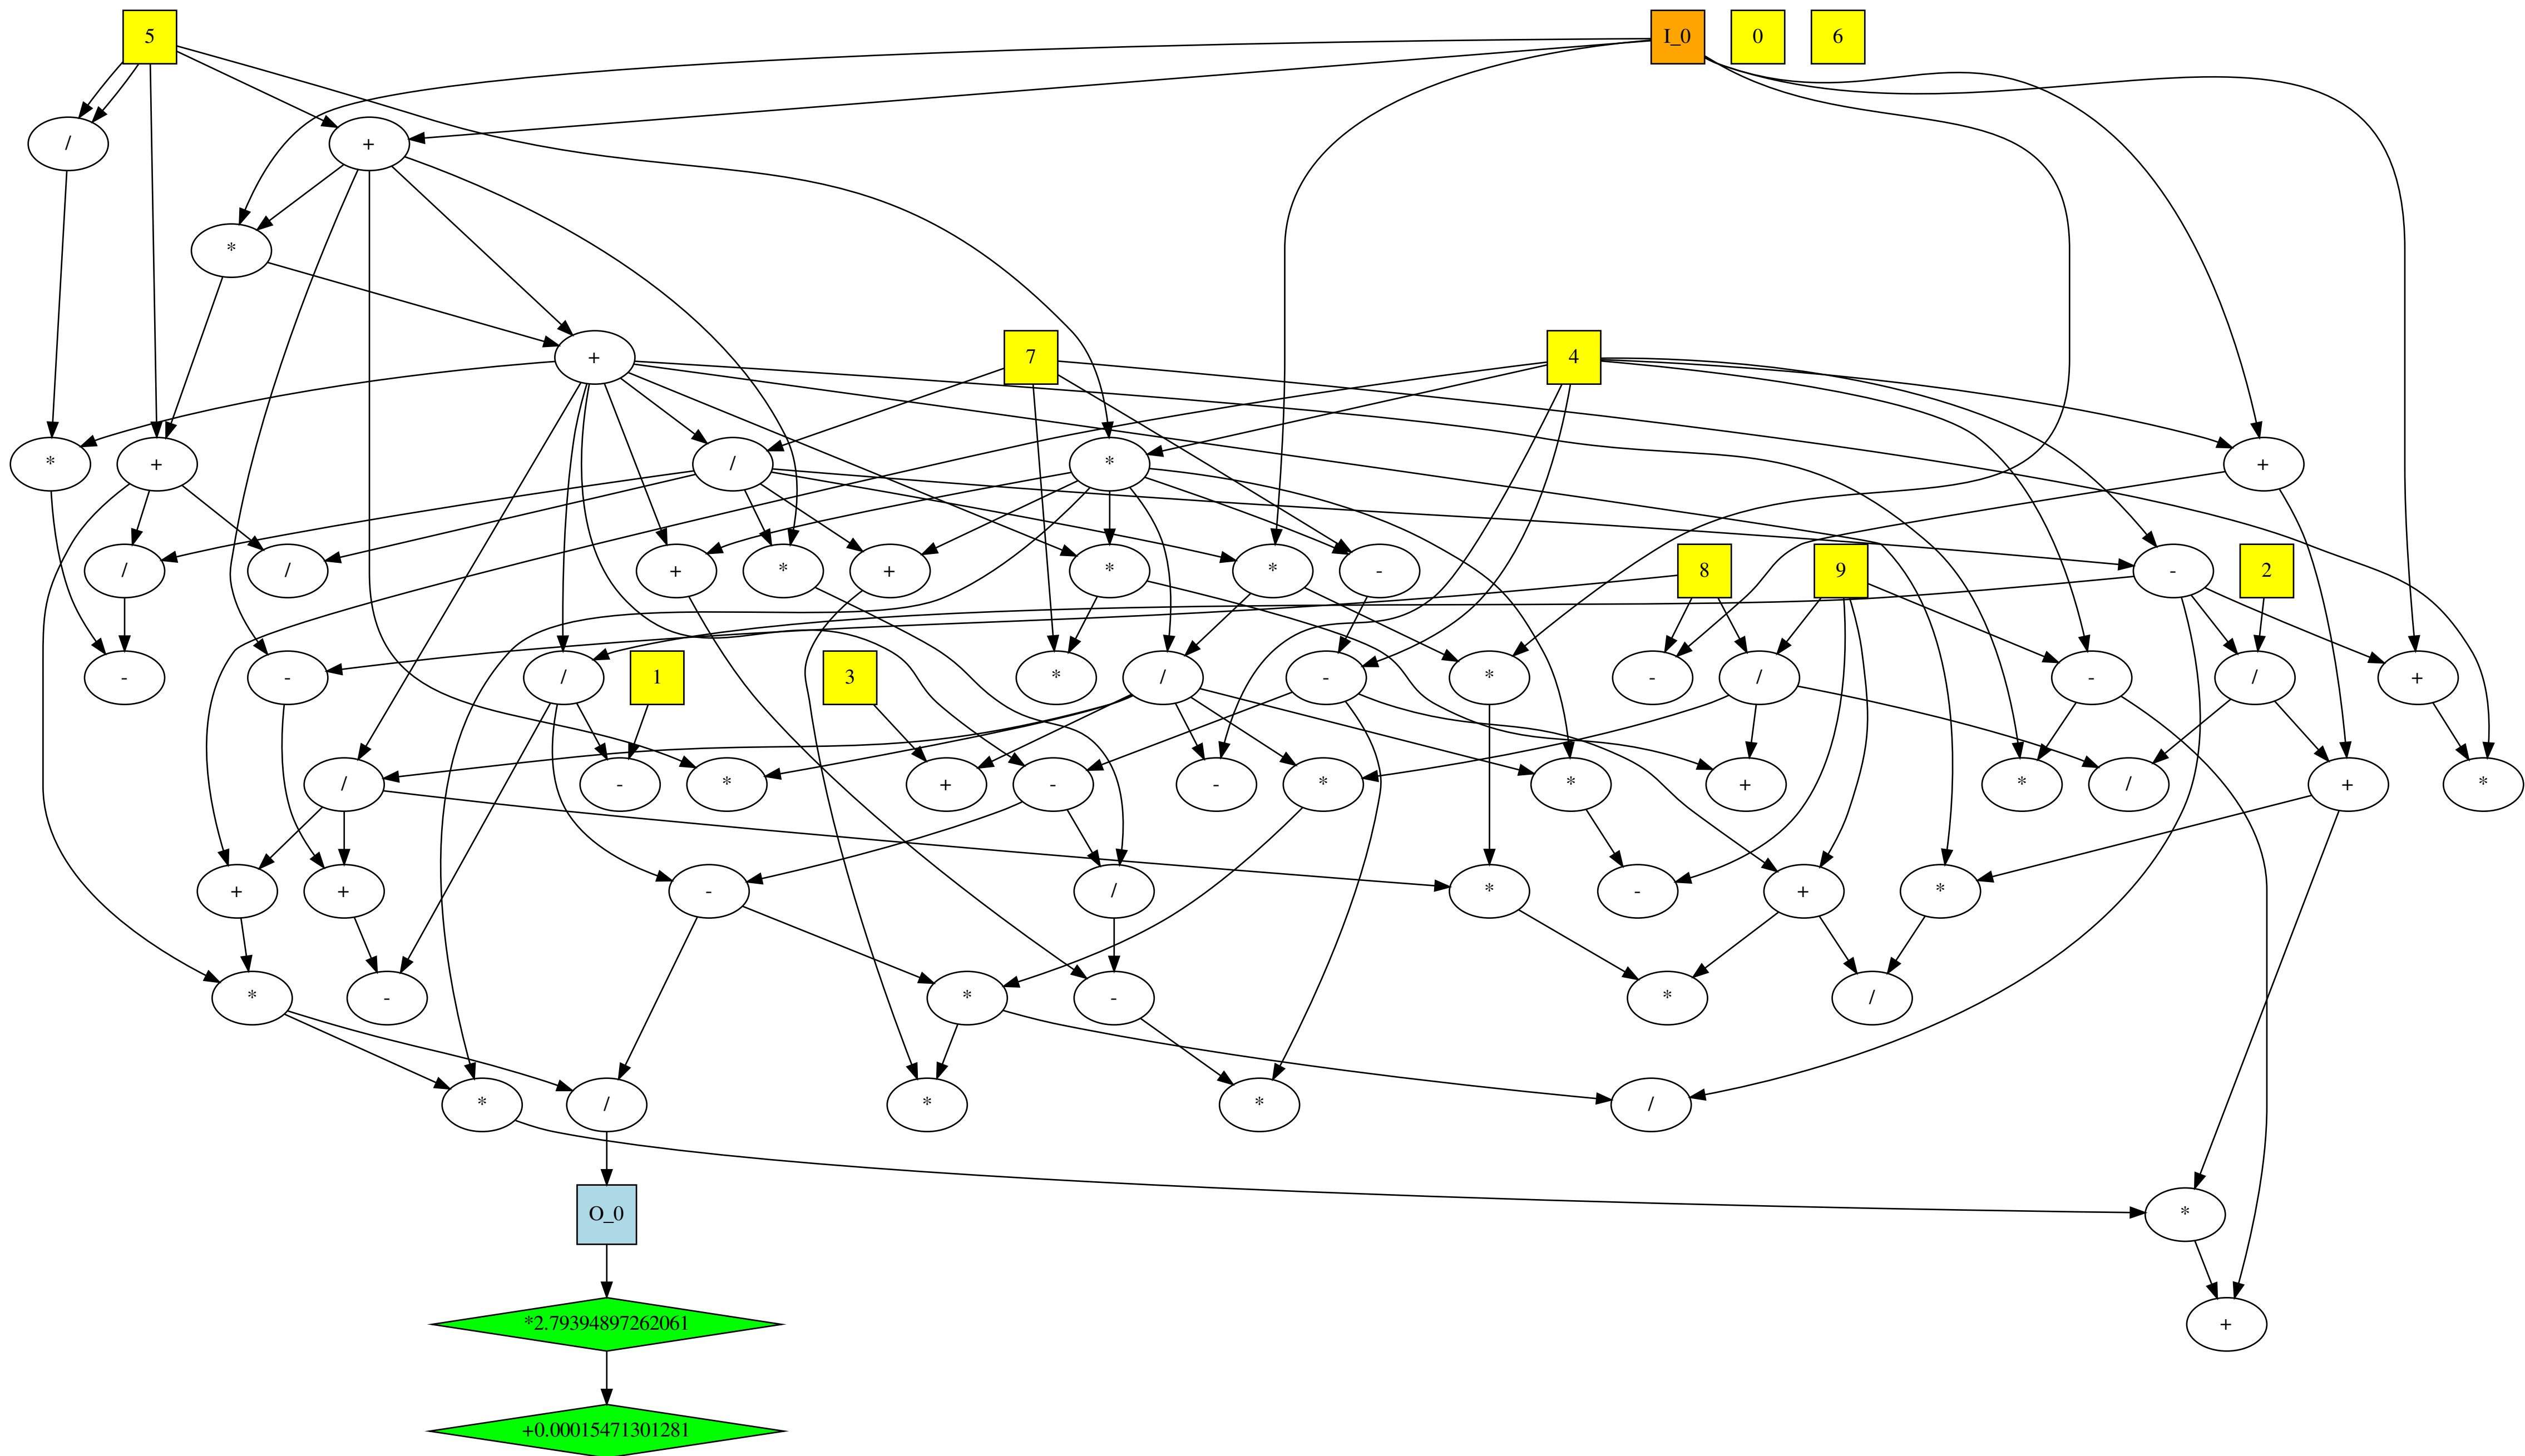 5 I_0 0 6
/ +
*
+ 7 4
* + / * +
/ / + * + * * - 8 9 - 2
- - / 1 3 * / - * - / - / +
/ - * + - - * * + * / + *
+ + - / * - + *
* - * - * /
* / * * /
O_0 *
*2.79394897262061 +
+0.00015471301281